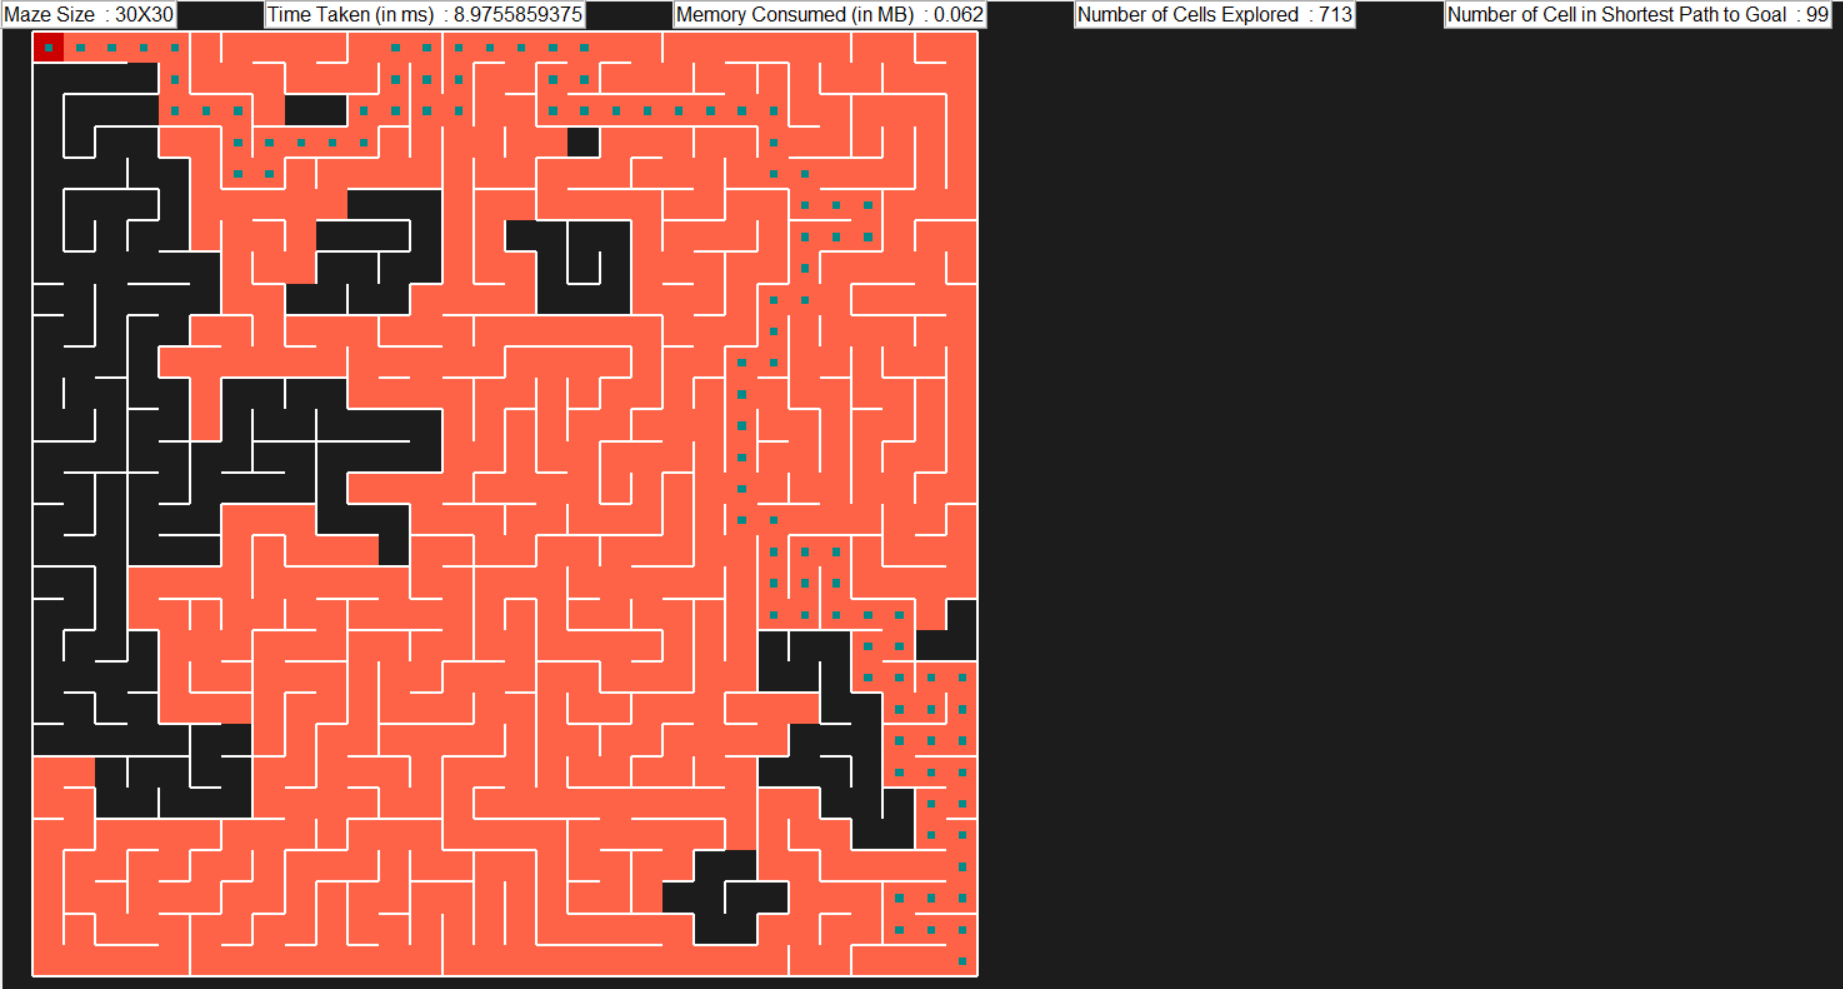 Maze Size : 30X30
Time Taken (in ms) : 8.9755859375
Memory Consumed (in MB) : 0.062
Number of Cells Explored : 713
Number of Cell in Shortest Path to Goal : 99